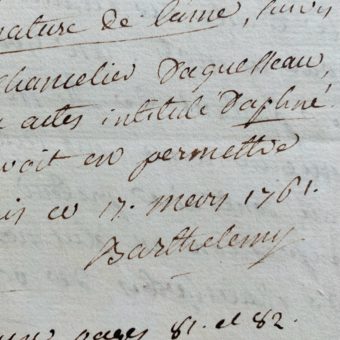 nature de l'ame, suivi
chancelier Daguesseau,
actes intitulé Daphné.
voit en permettre
is ce 17. mars 1761.
Barthelemy
pages 81. et 82.